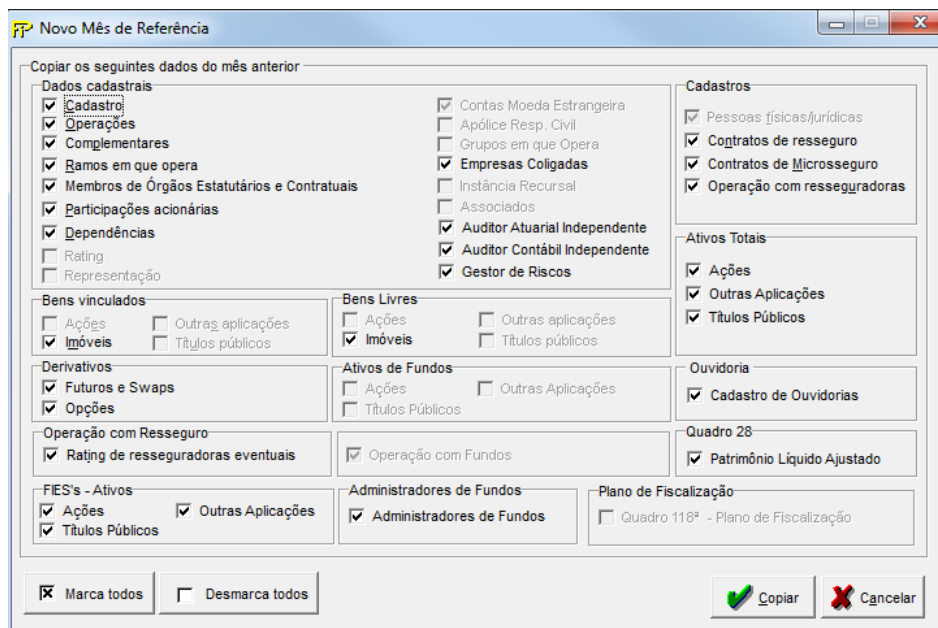 FIP Novo Mês de Referência
Copiar os seguintes dados do mês anterior
Dados cadastrais
Cadastro
Operações
Complementares
Ramos em que opera
Membros de Órgãos Estatutários e Contratuais
Participações acionárias
Dependências
Rating
Representação
Contas Moeda Estrangeira
Apólice Resp. Civil
Grupos em que Opera
Empresas Coligadas
Instância Recursal
Associados
Auditor Atuarial Independente
Auditor Contábil Independente
Gestor de Riscos
Cadastros
Pessoas físicas/jurídicas
Contratos de resseguro
Contratos de Microsseguro
Operação com resseguradoras
Bens vinculados
Ações Outras aplicações
Imóveis Títulos públicos
Bens Livres
Ações Outras aplicações
Imóveis Títulos públicos
Ativos Totais
Ações
Outras Aplicações
Títulos Públicos
Derivativos
Futuros e Swaps
Opções
Ativos de Fundos
Ações Outras Aplicações
Títulos Públicos
Ouvidoria
Cadastro de Ouvidorias
Operação com Resseguro
Rating de resseguradoras eventuais
Operação com Fundos
Quadro 28
Patrimônio Líquido Ajustado
FIES's - Ativos
Ações Outras Aplicações
Títulos Públicos
Administradores de Fundos
Administradores de Fundos
Plano de Fiscalização
Quadro 118ª - Plano de Fiscalização
Marca todos
Desmarca todos
Copiar
Cancelar